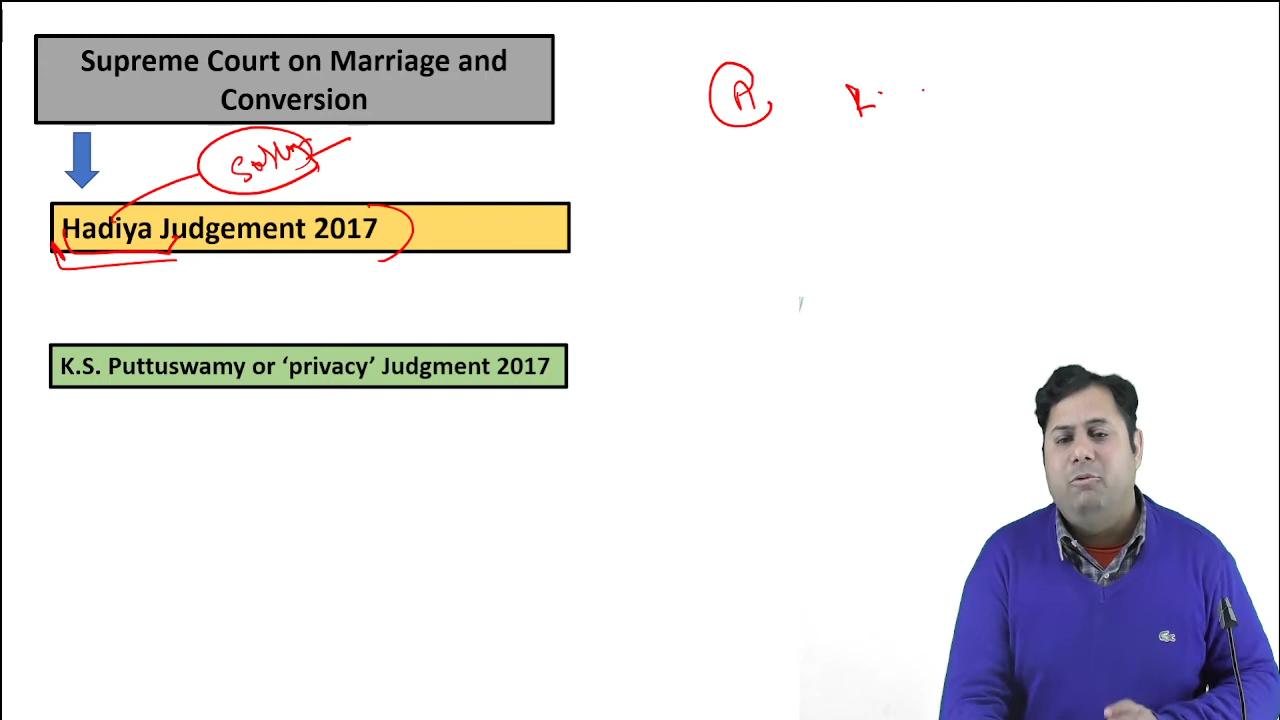 Supreme Court on Marriage and
Conversion
Hadiya Judgement 2017
K.S. Puttuswamy or ‘privacy’ Judgment 2017
A